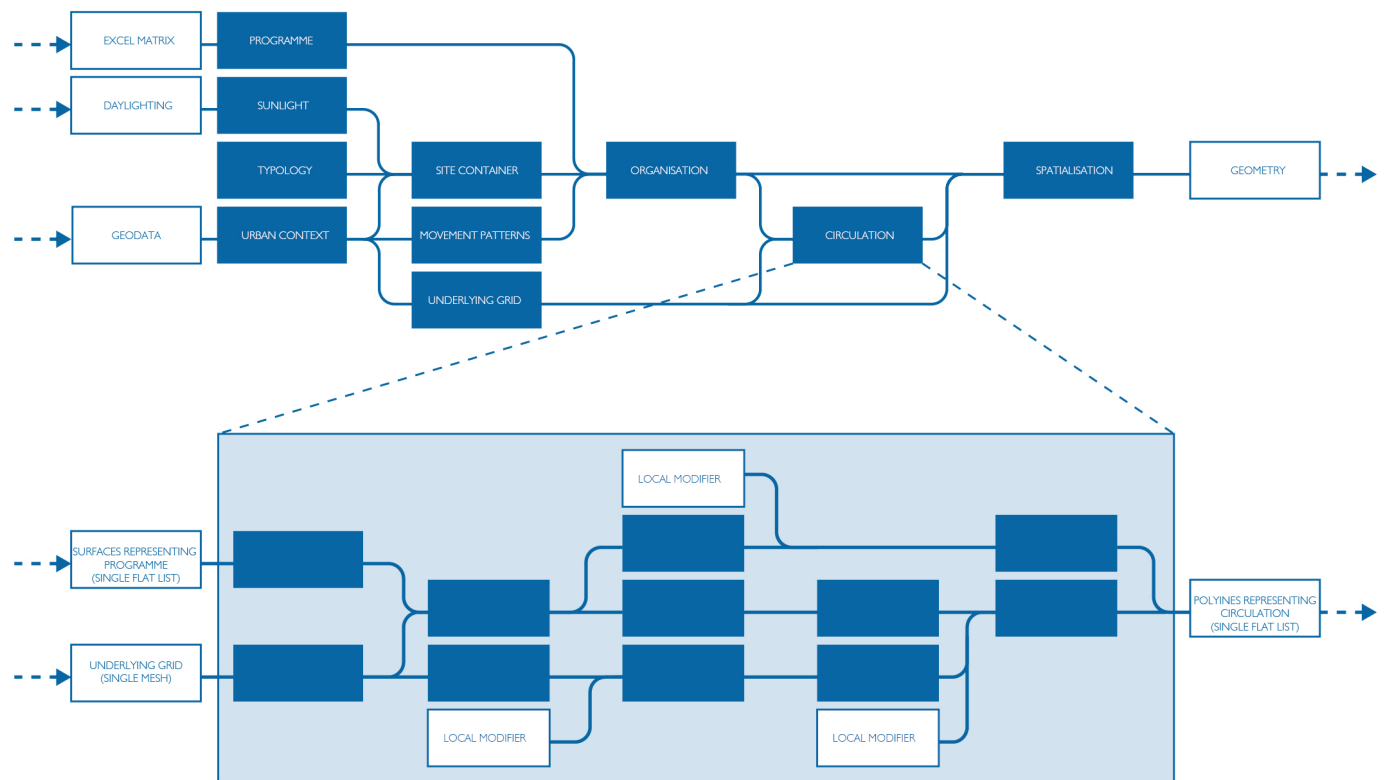 EXCEL MATRIX
PROGRAMME
DAYLIGHTING
SUNLIGHT
TYPOLOGY
SITE CONTAINER
ORGANISATION
SPATIALISATION
GEOMETRY
GEODATA
URBAN CONTEXT
MOVEMENT PATTERNS
CIRCULATION
UNDERLYING GRID
LOCAL MODIFIER
SURFACES REPRESENTING
PROGRAMME
(SINGLE FLAT LIST)
POLYINES REPRESENTING
CIRCULATION
(SINGLE FLAT LIST)
UNDERLYING GRID
(SINGLE MESH)
LOCAL MODIFIER
LOCAL MODIFIER